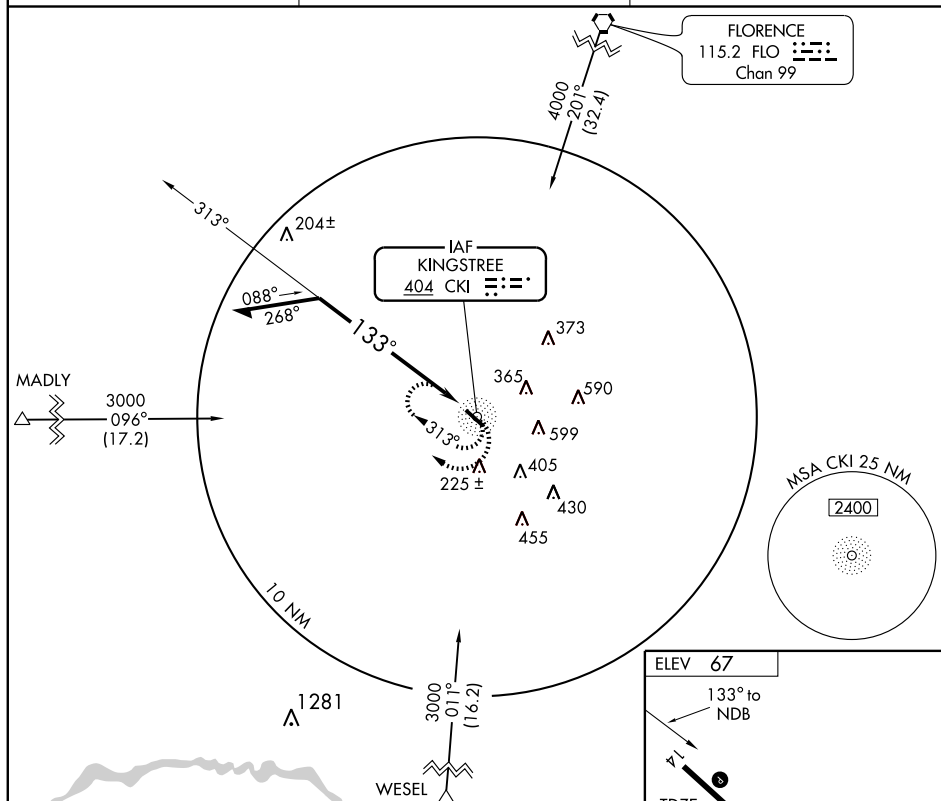 FLORENCE
115.2 FLO
Chan 99
4000
201°
(32.4)
313°
204±
IAF
KINGSTREE
404 CKI
088°
268°
133°
373
365
590
MADLY
3000
096°
(17.2)
599
313°
405
225 ±
430
455
MSA CKI 25 NM
2400
10 NM
ELEV 67
133° to
NDB
14
P
1281
3000
011°
(16.2)
WESEL